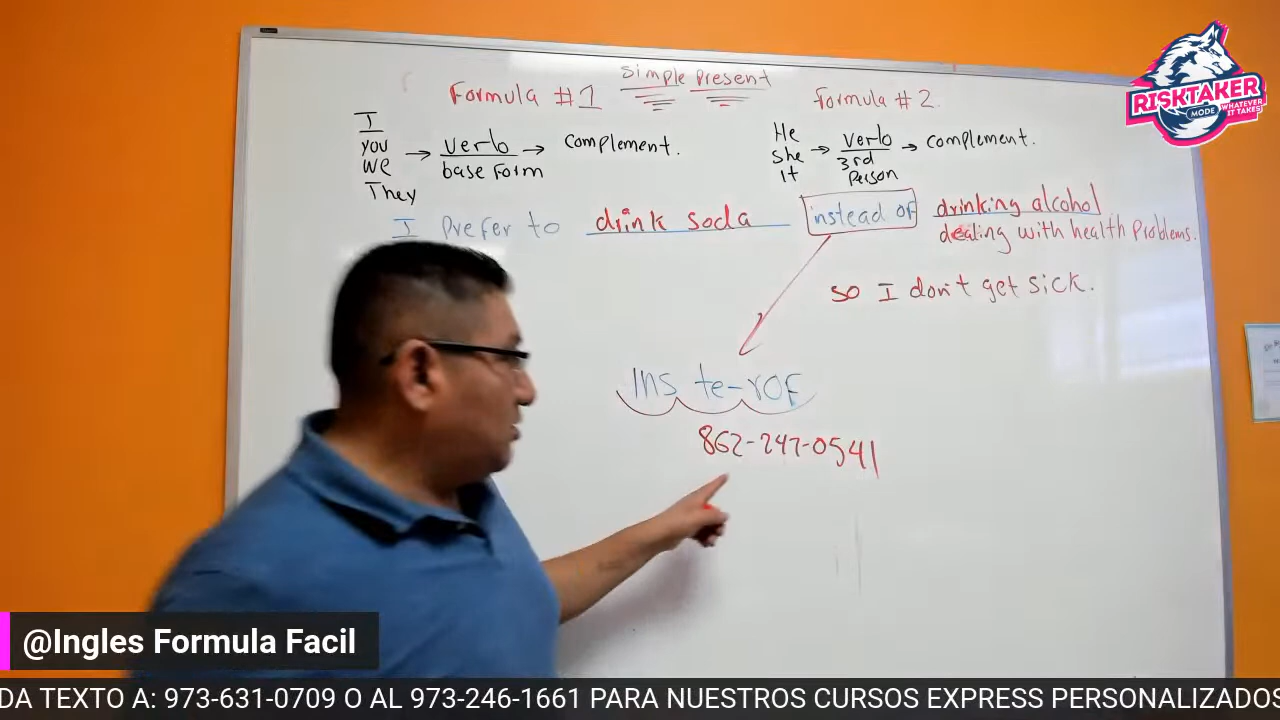 simple present
Formula #1
Formula #2.
I
you
we
They
→ verb → complement.
base Form
He
she
it
→ verb → complement.
3rd
Person
I prefer to drink soda instead of drinking alcohol
dealing with health problems.
so I don't get sick.
Ins te-rof
862-247-0541
RISKTAKER
MODE
WHATEVER
IT TAKES
@Ingles Formula Facil
DA TEXTO A: 973-631-0709 O AL 973-246-1661 PARA NUESTROS CURSOS EXPRESS PERSONALIZADOS